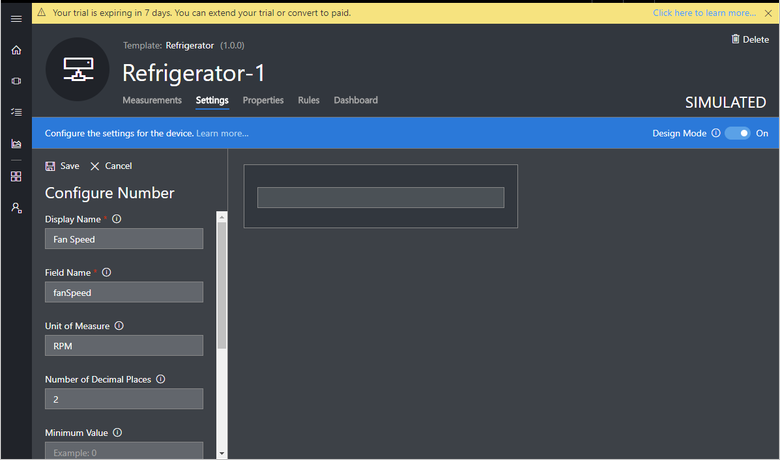 Your trial is expiring in 7 days. You can extend your trial or convert to paid. Click here to learn more...
Template: Refrigerator (1.0.0)
Delete
Refrigerator-1
Measurements Settings Properties Rules Dashboard
SIMULATED
Configure the settings for the device. Learn more... Design Mode On
Save Cancel
Configure Number
Display Name *
Fan Speed
Field Name *
fanSpeed
Unit of Measure
RPM
Number of Decimal Places
2
Minimum Value
Example: 0